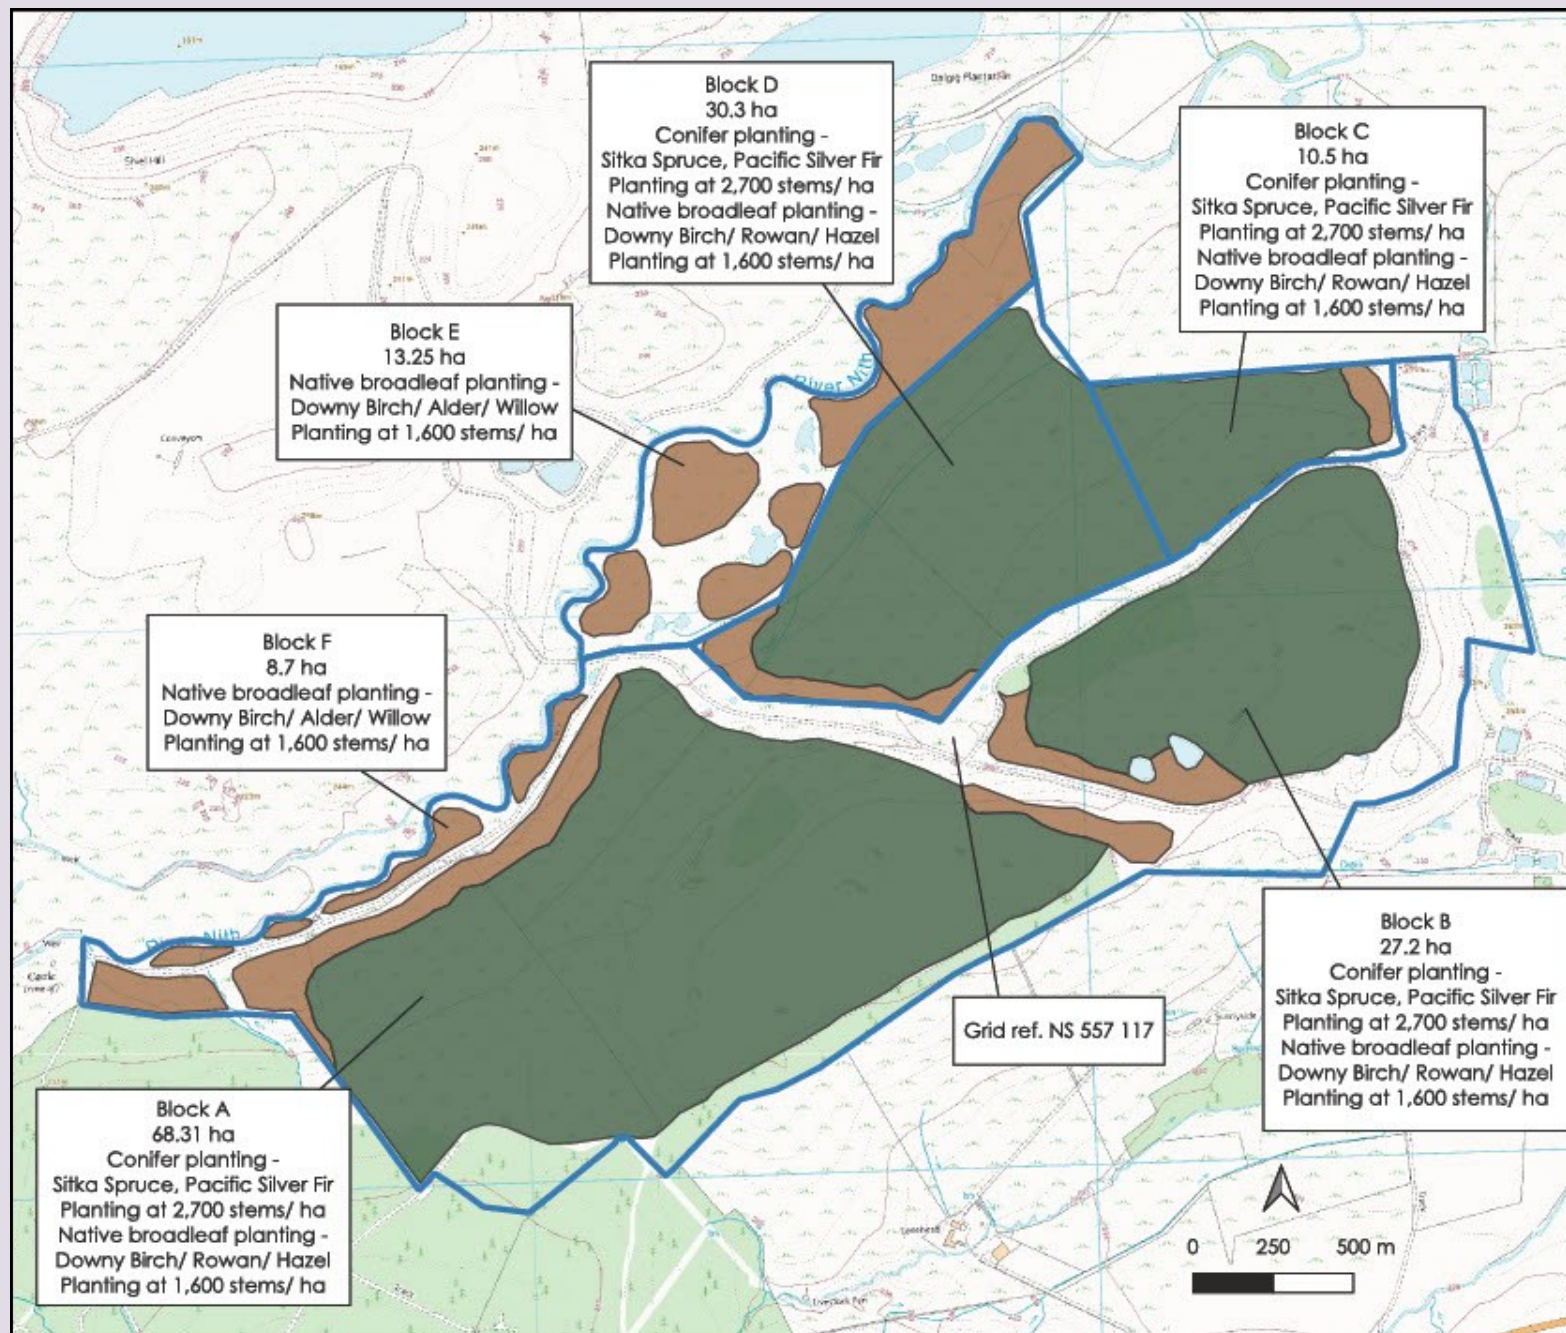 Block D
30.3 ha
Conifer planting -
Sitka Spruce, Pacific Silver Fir
Planting at 2,700 stems/ ha
Native broadleaf planting -
Downy Birch/ Rowan/ Hazel
Planting at 1,600 stems/ ha
Block C
10.5 ha
Conifer planting -
Sitka Spruce, Pacific Silver Fir
Planting at 2,700 stems/ ha
Native broadleaf planting -
Downy Birch/ Rowan/ Hazel
Planting at 1,600 stems/ ha
Block E
13.25 ha
Native broadleaf planting -
Downy Birch/ Alder/ Willow
Planting at 1,600 stems/ ha
River Nith
Conveyors
Block F
8.7 ha
Native broadleaf planting -
Downy Birch/ Alder/ Willow
Planting at 1,600 stems/ ha
River Nith
Weir
Castle
Block B
27.2 ha
Conifer planting -
Sitka Spruce, Pacific Silver Fir
Planting at 2,700 stems/ ha
Native broadleaf planting -
Downy Birch/ Rowan/ Hazel
Planting at 1,600 stems/ ha
Grid ref. NS 557 117
Sunnyside
Block A
68.31 ha
Conifer planting -
Sitka Spruce, Pacific Silver Fir
Planting at 2,700 stems/ ha
Native broadleaf planting -
Downy Birch/ Rowan/ Hazel
Planting at 1,600 stems/ ha
0 250 500 m